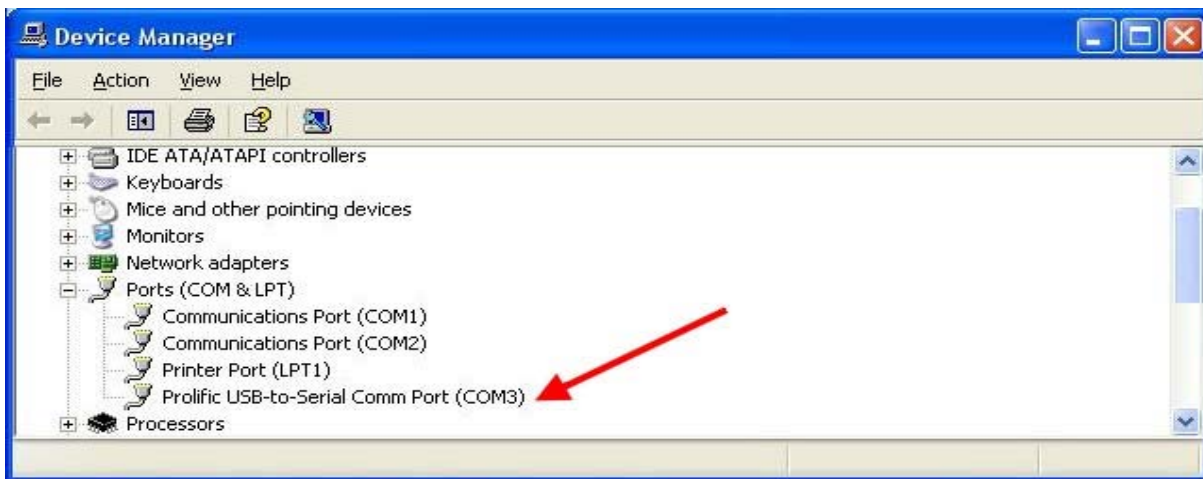 Device Manager
File Action View Help
IDE ATA/ATAPI controllers
Keyboards
Mice and other pointing devices
Monitors
Network adapters
Ports (COM & LPT)
Communications Port (COM1)
Communications Port (COM2)
Printer Port (LPT1)
Prolific USB-to-Serial Comm Port (COM3)
Processors